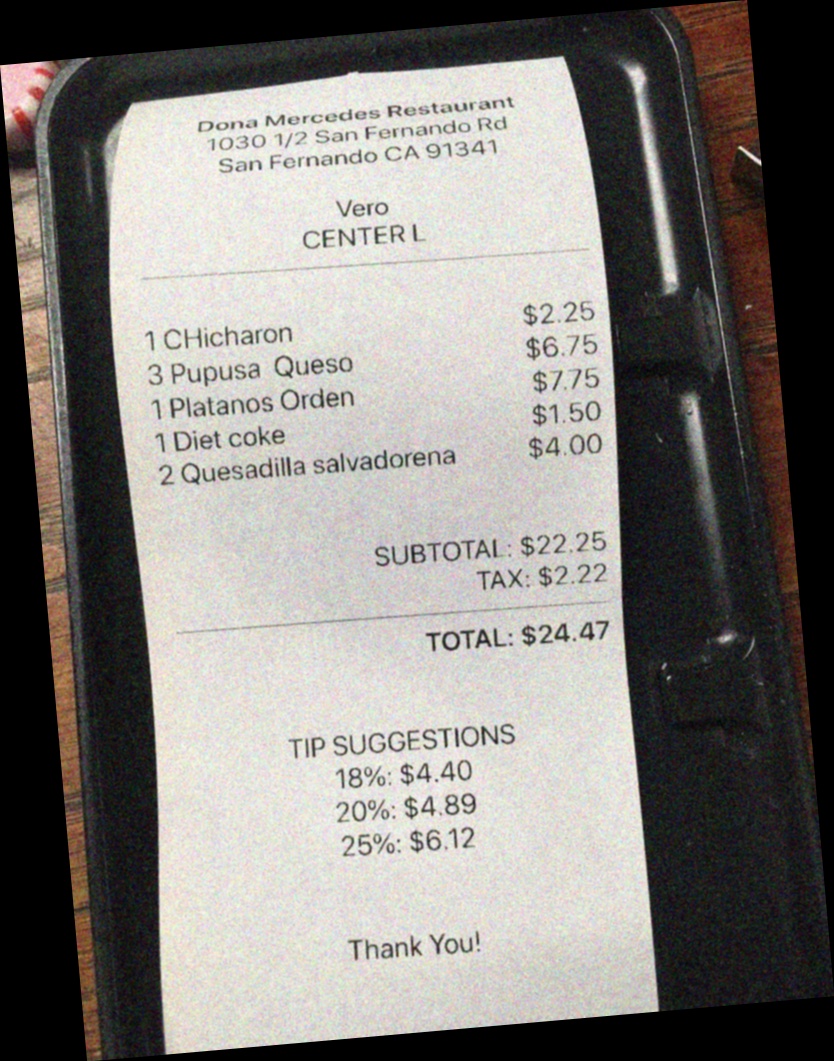 Dona Mercedes Restaurant
1030 1/2 San Fernando Rd
San Fernando CA 91341
Vero
CENTER L
1 CHicharon $2.25
3 Pupusa Queso $6.75
1 Platanos Orden $7.75
1 Diet coke $1.50
2 Quesadilla salvadorena $4.00
SUBTOTAL: $22.25
TAX: $2.22
TOTAL: $24.47
TIP SUGGESTIONS
18%: $4.40
20%: $4.89
25%: $6.12
Thank You!